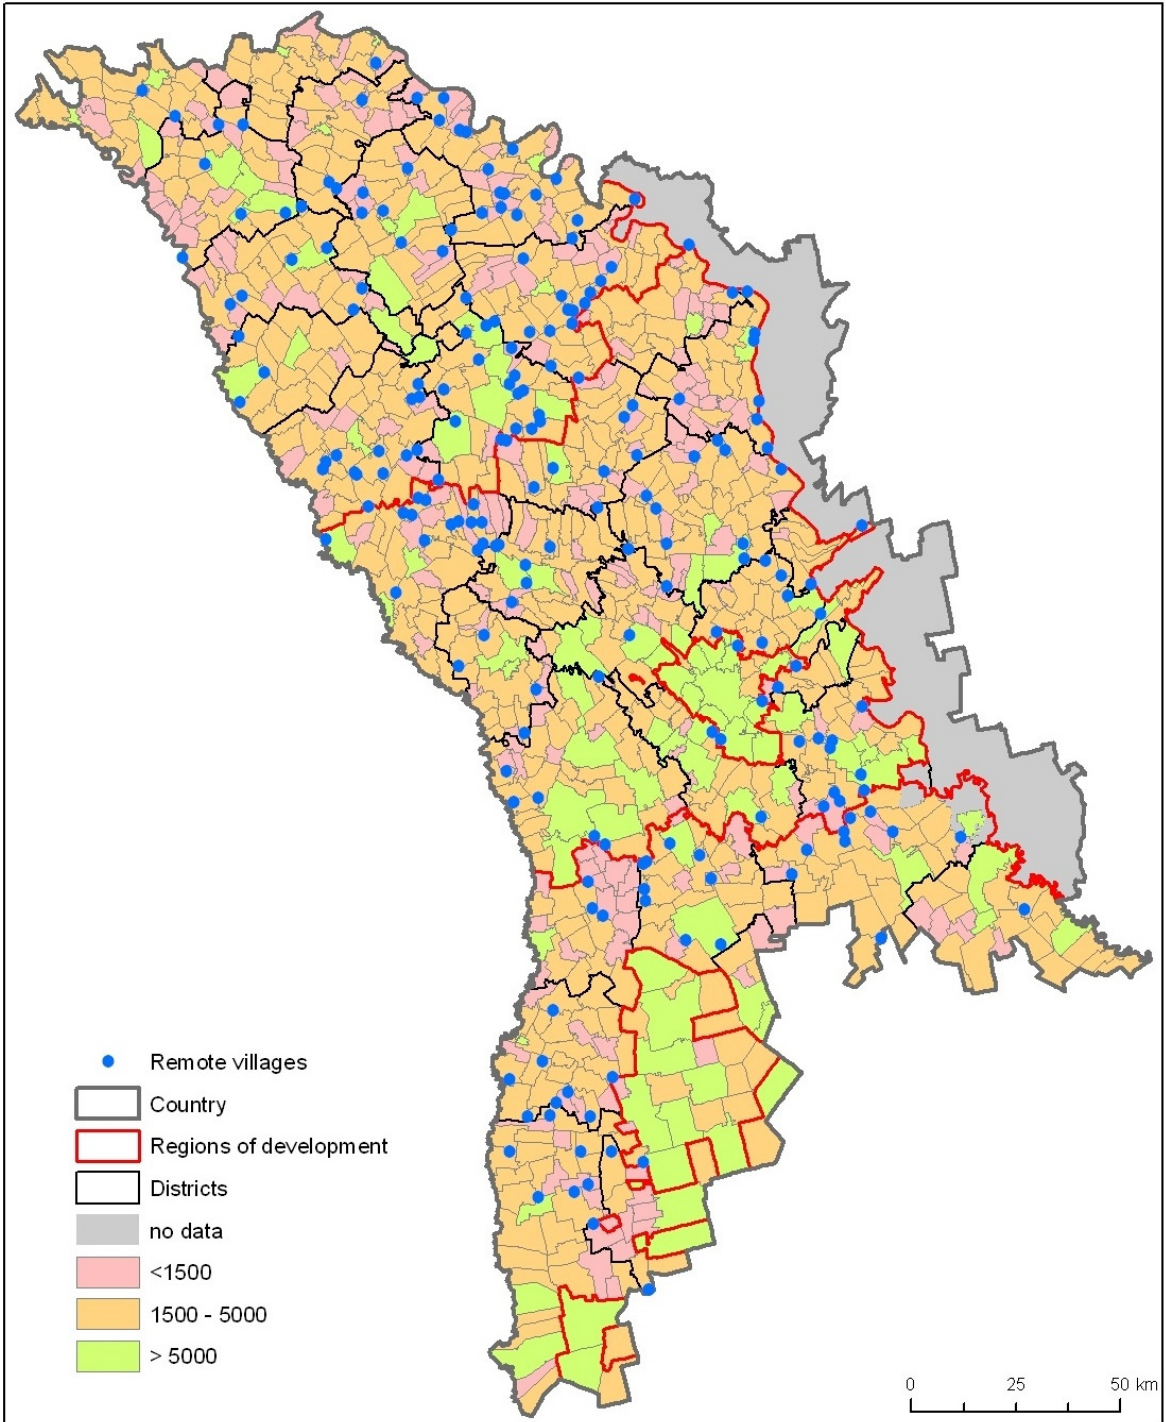 Remote villages
Country
Regions of development
Districts
no data
<1500
1500 - 5000
> 5000
0 25 50 km